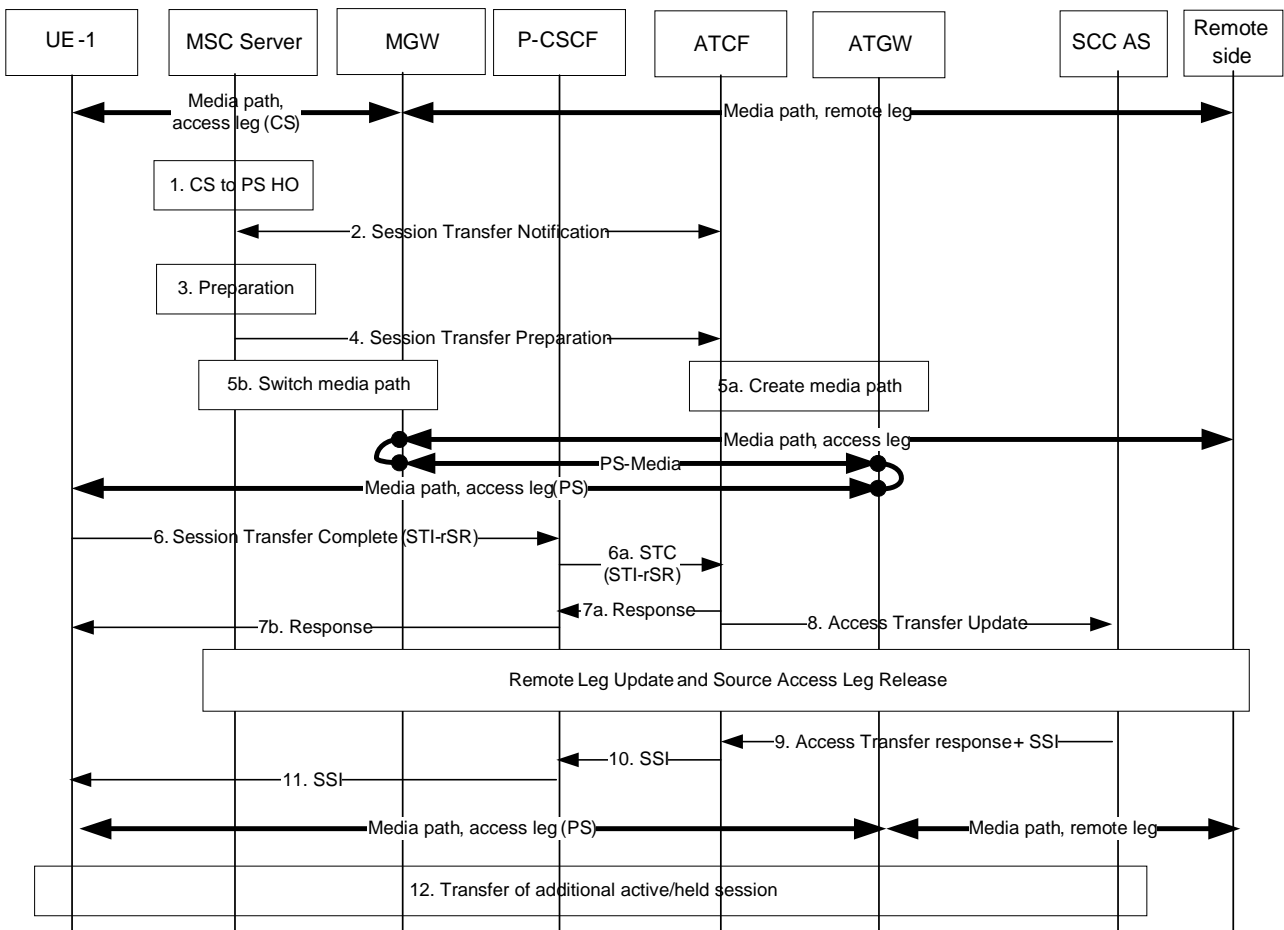 UE -1
MSC Server
MGW
P-CSCF
ATCF
ATGW
SCC AS
Remote
side
Media path,
access leg (CS)
Media path, remote leg
1. CS to PS HO
2. Session Transfer Notification
3. Preparation
4. Session Transfer Preparation
5b. Switch media path
5a. Create media path
Media path, access leg
PS-Media
Media path, access leg(PS)
6. Session Transfer Complete (STI-rSR)
6a. STC
(STI-rSR)
7a. Response
7b. Response
8. Access Transfer Update
Remote Leg Update and Source Access Leg Release
9. Access Transfer response + SSI
10. SSI
11. SSI
Media path, access leg (PS)
Media path, remote leg
12. Transfer of additional active/held session